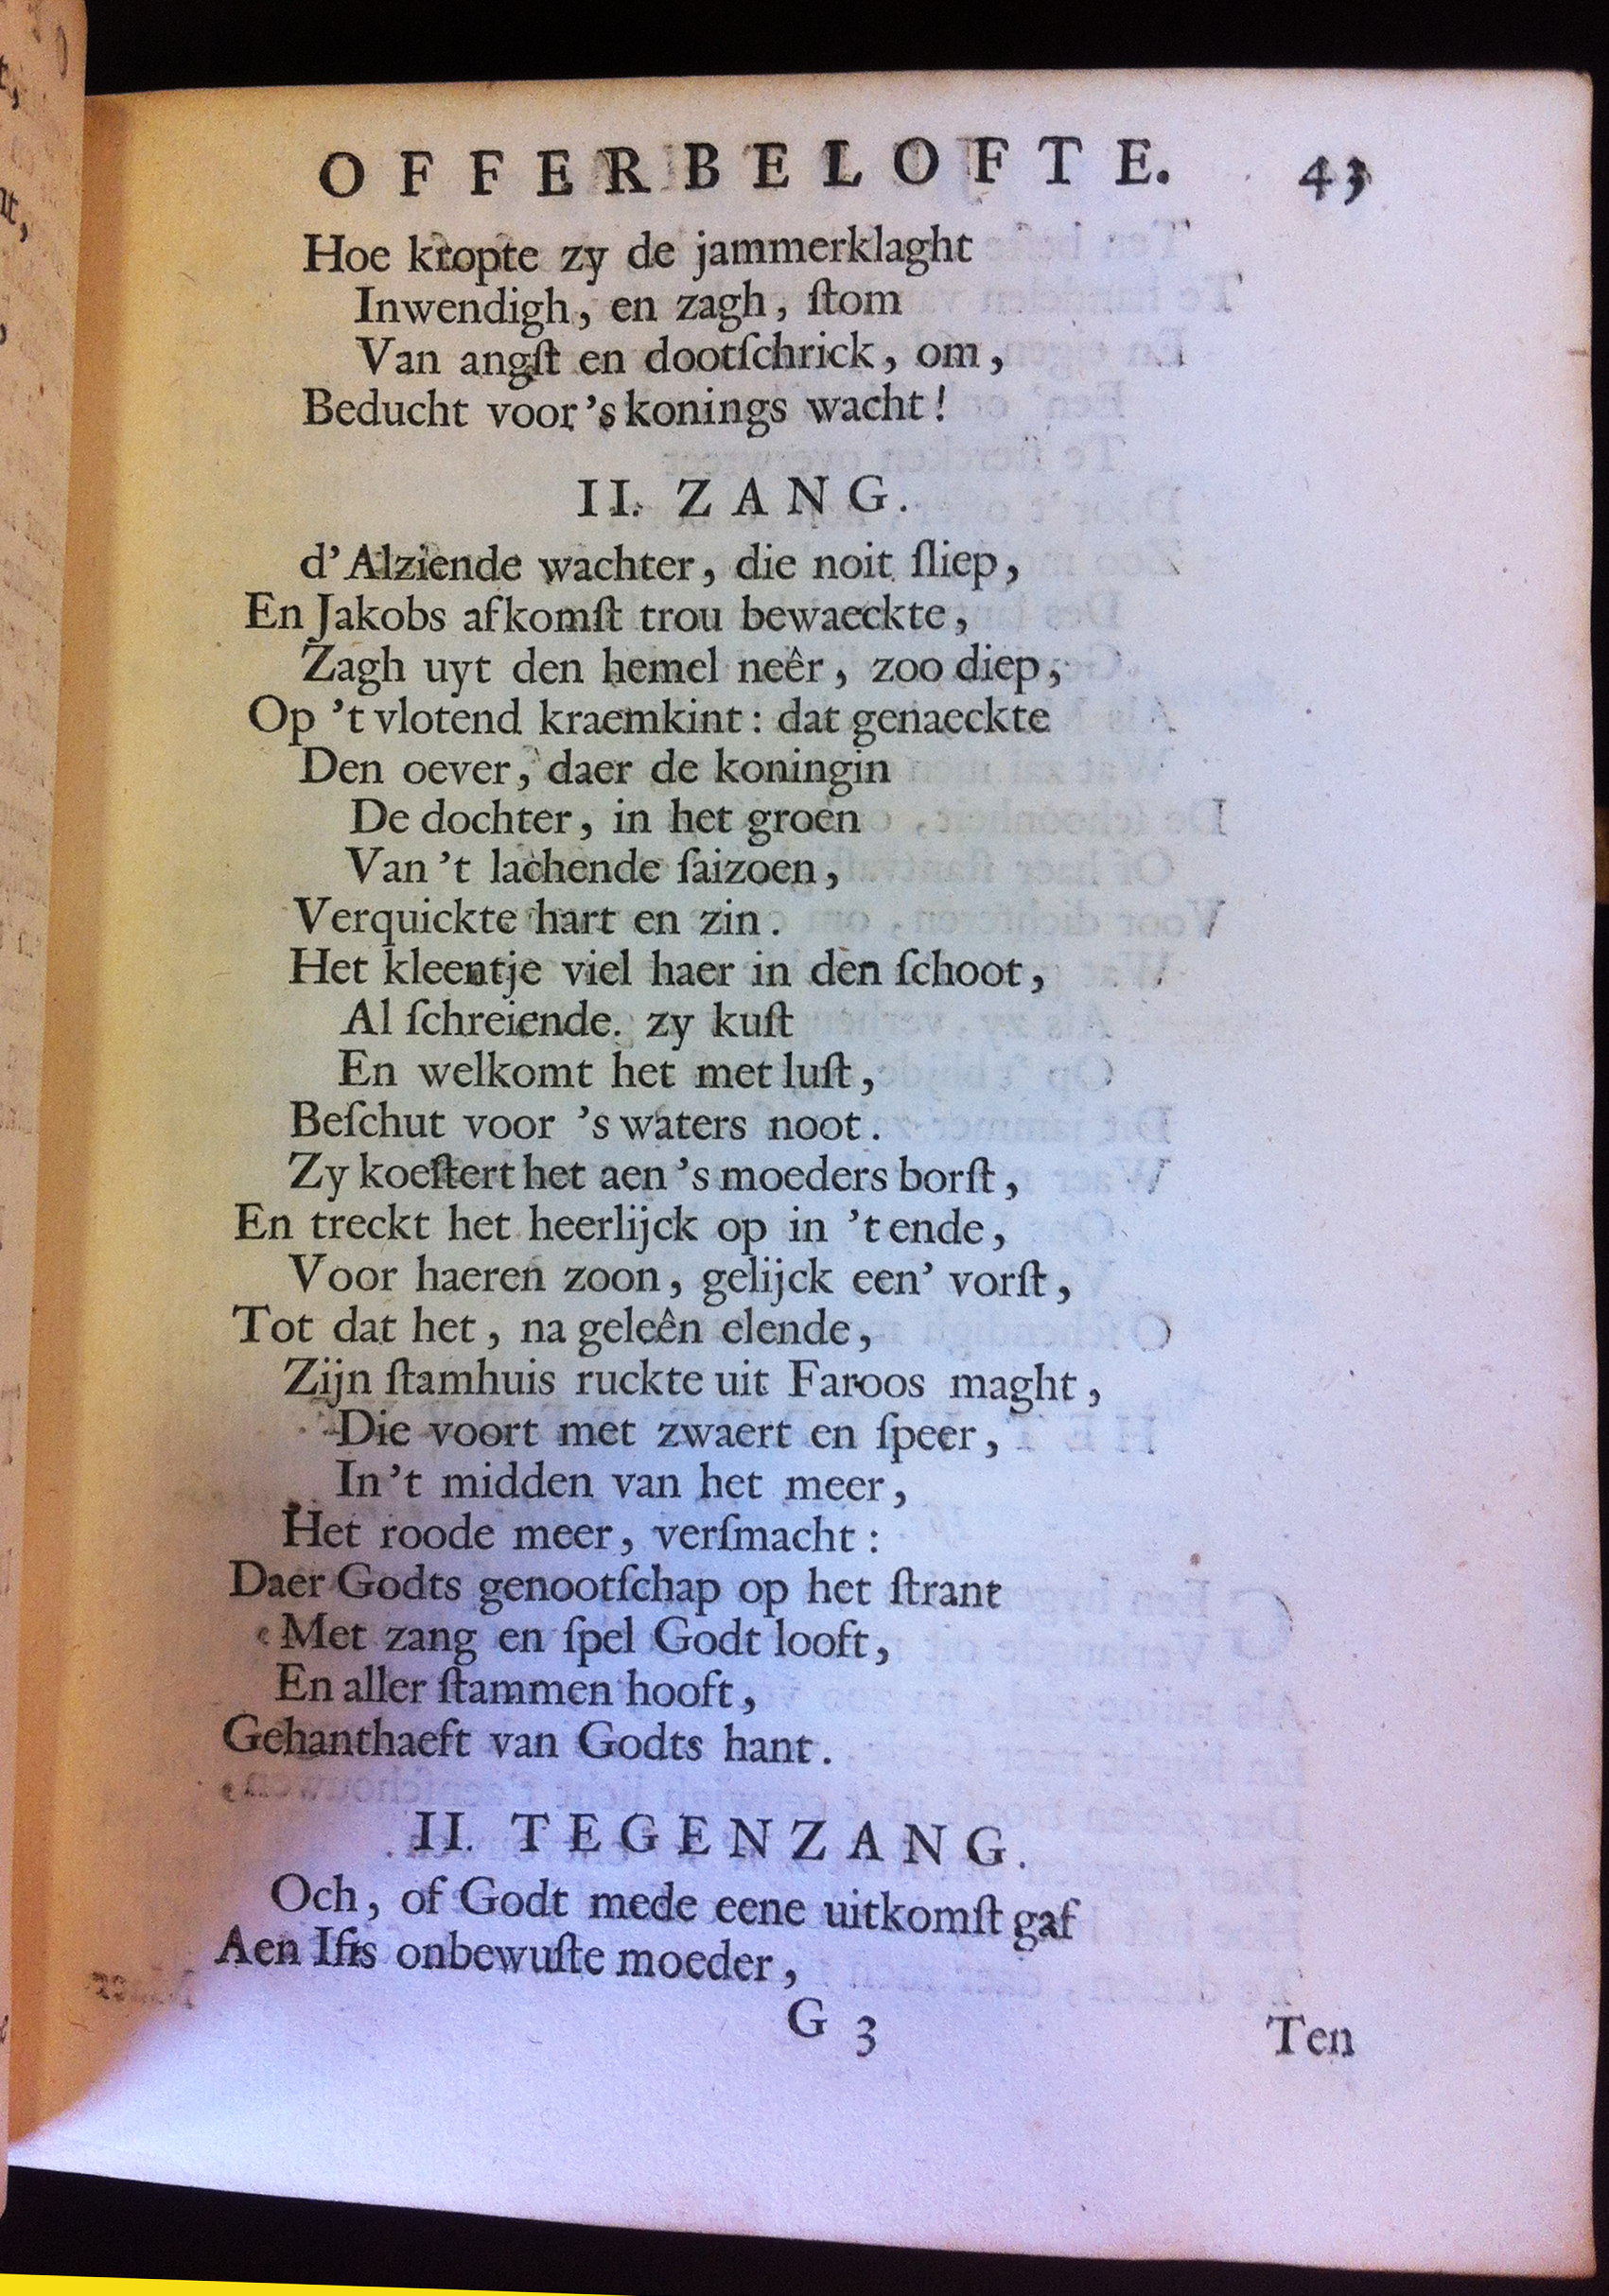 OFFERBELOFTE. 43
Hoe kropte zy de jammerklaght
Inwendigh, en zagh, ſtom
Van angſt en dootſchrick, om,
Beducht voor 's konings wacht!
II. ZANG.
d'Alziende wachter, die noit ſliep,
En Jakobs afkomſt trou bewaeckte,
Zagh uyt den hemel neêr, zoo diep,
Op 't vlotend kraemkint: dat genaeckte
Den oever, daer de koningin
De dochter, in het groen
Van 't lachende ſaizoen,
Verquickte hart en zin.
Het kleentje viel haer in den ſchoot,
Al ſchreiende. zy kuſt
En welkomt het met luſt,
Beſchut voor 's waters noot.
Zy koeſtert het aen 's moeders borſt,
En treckt het heerlijck op in 't ende,
Voor haeren zoon, gelijck een' vorſt,
Tot dat het, na geleên elende,
Zijn ſtamhuis ruckte uit Faroos maght,
Die voort met zwaert en ſpeer,
In 't midden van het meer,
Het roode meer, verſmacht:
Daer Godts genootſchap op het ſtrant
Met zang en ſpel Godt looft,
En aller ſtammen hooft,
Gehanthaeft van Godts hant.
II. TEGENZANG.
Och, of Godt mede eene uitkomſt gaf
Aen Ifis onbewuſte moeder,
G 3 Ten